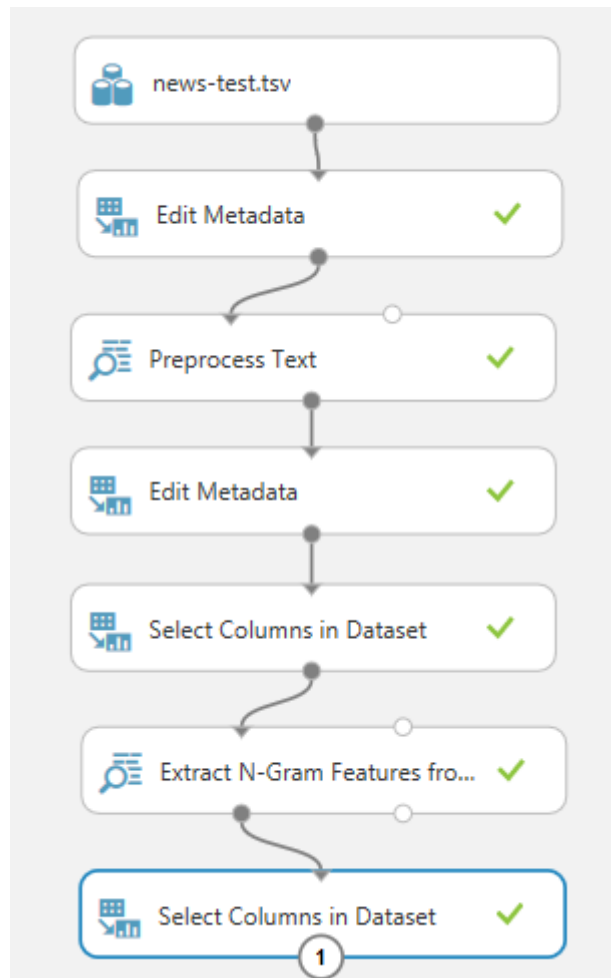 news-test.tsv
Edit Metadata
Preprocess Text
Edit Metadata
Select Columns in Dataset
Extract N-Gram Features fro...
Select Columns in Dataset
1